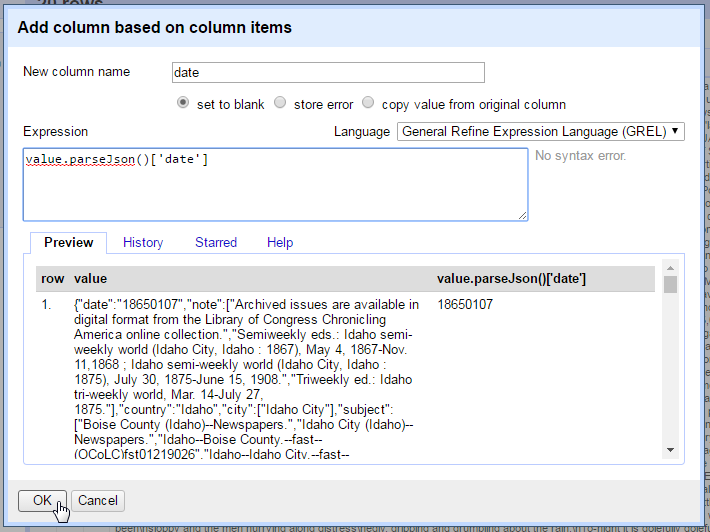 20 rows
Add column based on column items
New column name date
set to blank store error copy value from original column
Expression Language General Refine Expression Language (GREL)
value.parseJson()['date'] No syntax error.
Preview History Starred Help
row value value.parseJson()['date']
1. {"date":"18650107","note":["Archived issues are available in 18650107
digital format from the Library of Congress Chronicling
America online collection.","Semiweekly eds.: Idaho semi-
weekly world (Idaho City, Idaho : 1867), May 4, 1867-Nov.
11,1868 ; Idaho semi-weekly world (Idaho City, Idaho :
1875), July 30, 1875-June 15, 1908.","Triweekly ed.: Idaho
tri-weekly world, Mar. 14-July 27,
1875."],"country":"Idaho","city":["Idaho City"],"subject":
["Boise County (Idaho)--Newspapers.","Idaho City (Idaho)--
Newspapers.","Idaho--Boise County.--fast--
(OCoLC)fst01219026","Idaho--Idaho City.--fast--
OK Cancel